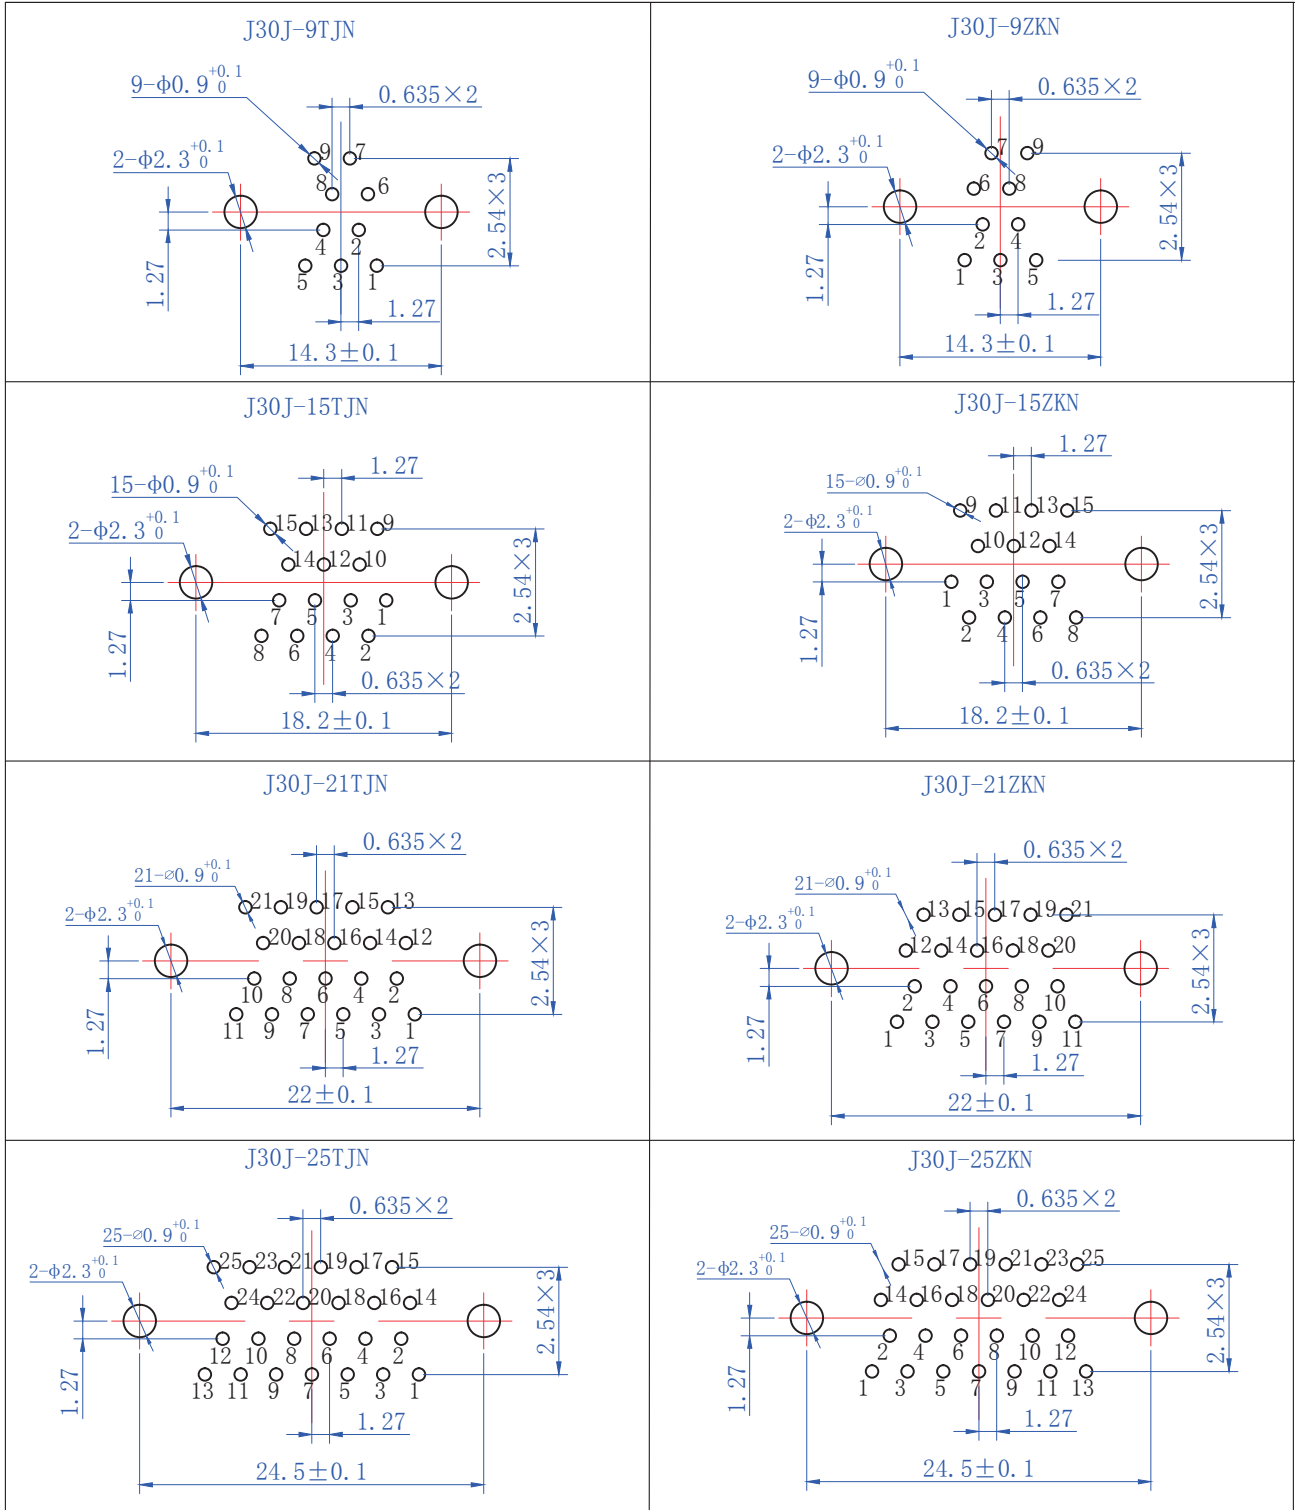 J30J-9TJN
9-φ0.9 +0.1 0
0.635×2
2-φ2.3 +0.1 0
9 7
8 6
4 2
5 3 1
2.54×3
1.27
1.27
14.3±0.1
J30J-9ZKN
9-φ0.9 +0.1 0
0.635×2
2-φ2.3 +0.1 0
7 9
6 8
2 4
1 3 5
2.54×3
1.27
1.27
14.3±0.1
J30J-15TJN
1.27
15-φ0.9 +0.1 0
2-φ2.3 +0.1 0
15 13 11 9
14 12 10
7 5 3 1
8 6 4 2
2.54×3
1.27
0.635×2
18.2±0.1
J30J-15ZKN
1.27
15-⌀0.9 +0.1 0
2-φ2.3 +0.1 0
9 11 13 15
10 12 14
1 3 5 7
2 4 6 8
2.54×3
1.27
0.635×2
18.2±0.1
J30J-21TJN
0.635×2
21-⌀0.9 +0.1 0
2-φ2.3 +0.1 0
21 19 17 15 13
20 18 16 14 12
10 8 6 4 2
11 9 7 5 3 1
2.54×3
1.27
1.27
22±0.1
J30J-21ZKN
0.635×2
21-⌀0.9 +0.1 0
2-φ2.3 +0.1 0
13 15 17 19 21
12 14 16 18 20
2 4 6 8 10
1 3 5 7 9 11
2.54×3
1.27
1.27
22±0.1
J30J-25TJN
0.635×2
25-⌀0.9 +0.1 0
2-φ2.3 +0.1 0
25 23 21 19 17 15
24 22 20 18 16 14
12 10 8 6 4 2
13 11 9 7 5 3 1
2.54×3
1.27
1.27
24.5±0.1
J30J-25ZKN
0.635×2
25-⌀0.9 +0.1 0
2-φ2.3 +0.1 0
15 17 19 21 23 25
14 16 18 20 22 24
2 4 6 8 10 12
1 3 5 7 9 11 13
2.54×3
1.27
1.27
24.5±0.1